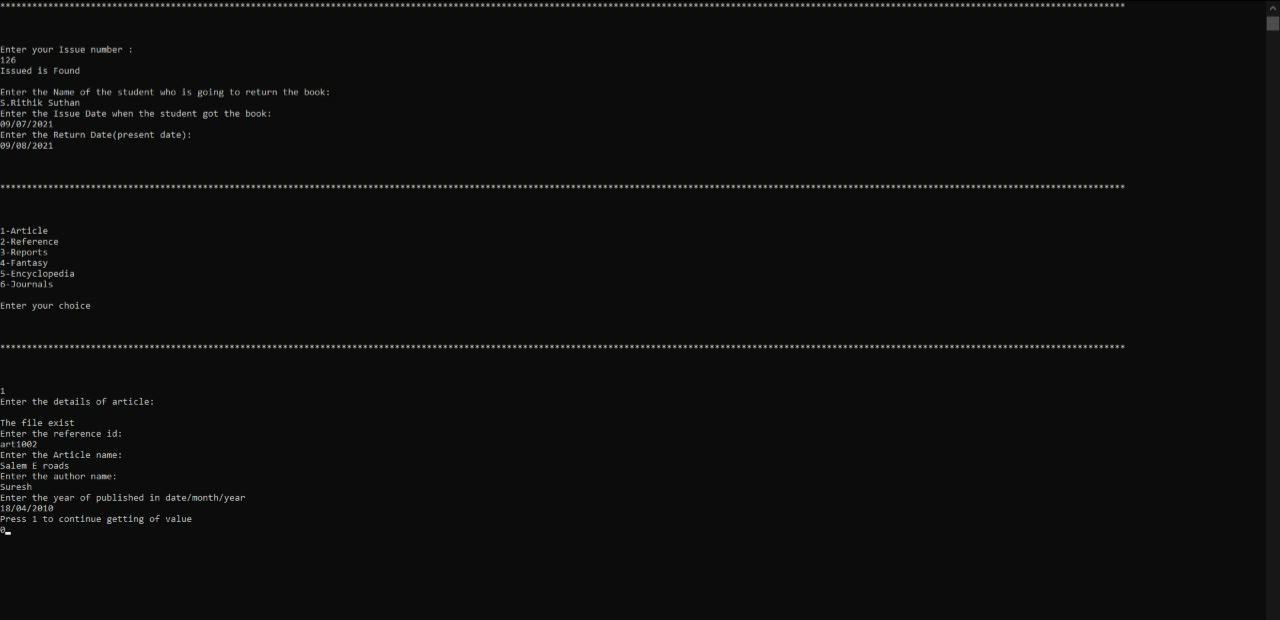 Enter your Issue number :
126
Issued is Found
Enter the Name of the student who is going to return the book:
S.Rithik Suthan
Enter the Issue Date when the student got the book:
09/07/2021
Enter the Return Date(present date):
09/08/2021
1-Article
2-Reference
3-Reports
4-Fantasy
5-Encyclopedia
6-Journals
Enter your choice
1
Enter the details of article:
The file exist
Enter the reference id:
art1002
Enter the Article name:
Salem E roads
Enter the author name:
Suresh
Enter the year of published in date/month/year
18/04/2010
Press 1 to continue getting of value
0